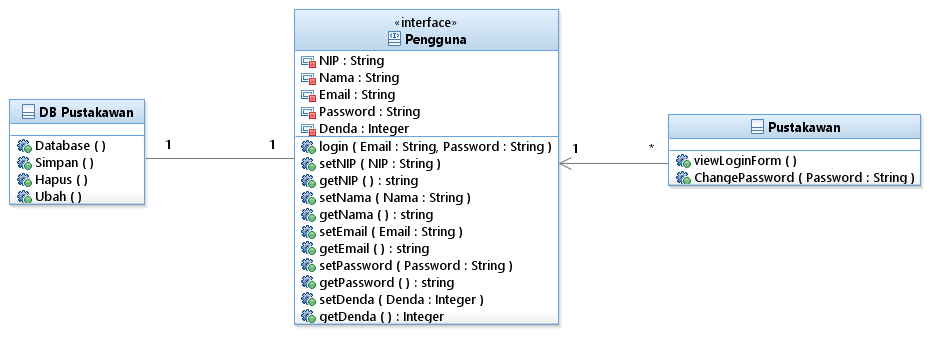 DB Pustakawan
Database ( )
Simpan ( )
Hapus ( )
Ubah ( )
1
1
«interface»
Pengguna
NIP : String
Nama : String
Email : String
Password : String
Denda : Integer
login ( Email : String, Password : String )
setNIP ( NIP : String )
getNIP ( ) : string
setNama ( Nama : String )
getNama ( ) : string
setEmail ( Email : String )
getEmail ( ) : string
setPassword ( Password : String )
getPassword ( ) : string
setDenda ( Denda : Integer )
getDenda ( ) : Integer
1
*
Pustakawan
viewLoginForm ( )
ChangePassword ( Password : String )